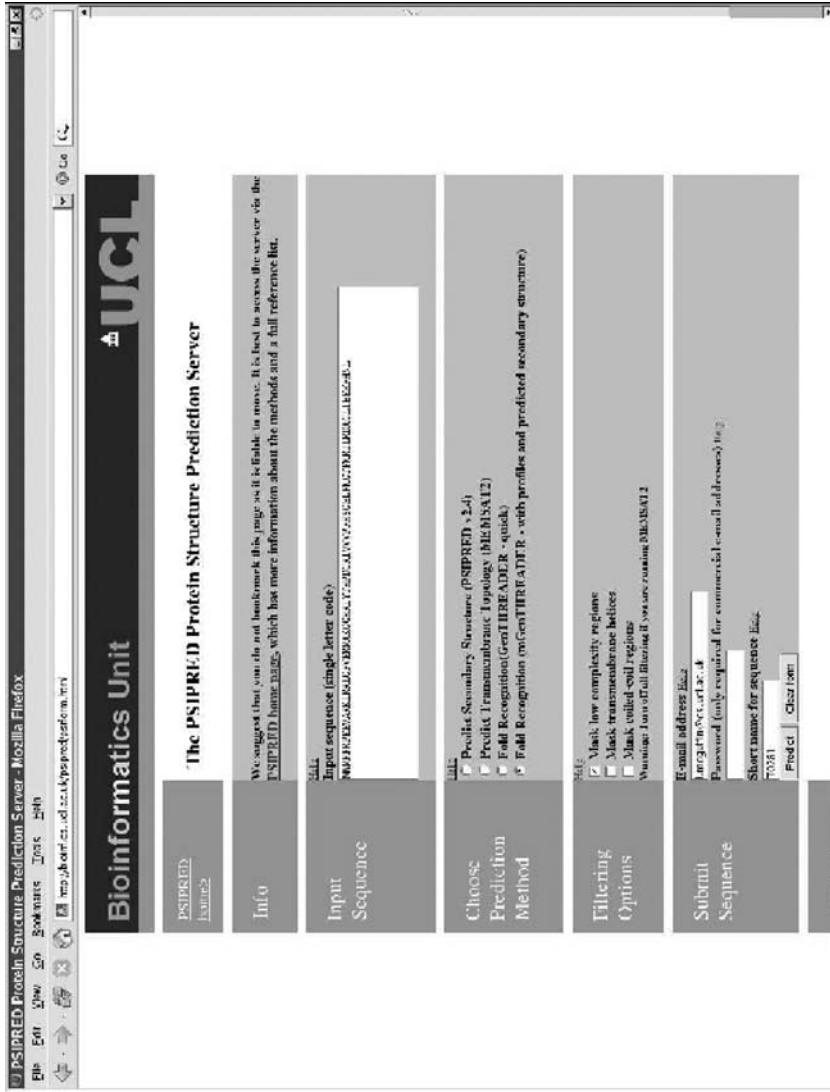 PSIPRED Protein Structure Prediction Server - Mozilla Firefox
File Edit View Go Bookmarks Tools Help
Go
Bioinformatics Unit
UCL
PSIPRED
The PSIPRED Protein Structure Prediction Server
Info
We suggest that you do not bookmark this page as it is liable to move. It is best to access the server via the
PSIPRED home page, which has more information about the methods and a full reference list.
Input
Sequence
Help
Input sequence (single letter code)
Choose
Prediction
Method
Help
Predict Secondary Structure (PSIPRED v2.4)
Predict Transmembrane Topology (MEMSAT2)
Fold Recognition(GenTHREADER - quick)
Fold Recognition (mGenTHREADER - with profiles and predicted secondary structure)
Filtering
Options
Help
Mask low complexity regions
Mask transmembrane helices
Mask coiled-coil regions
Warning: Turn off all filtering if you are running MEMSAT2
Submit
Sequence
E-mail address Help
Password (only required for commercial e-mail addresses) Help
Short name for sequence Help
T0281
Predict Clear form